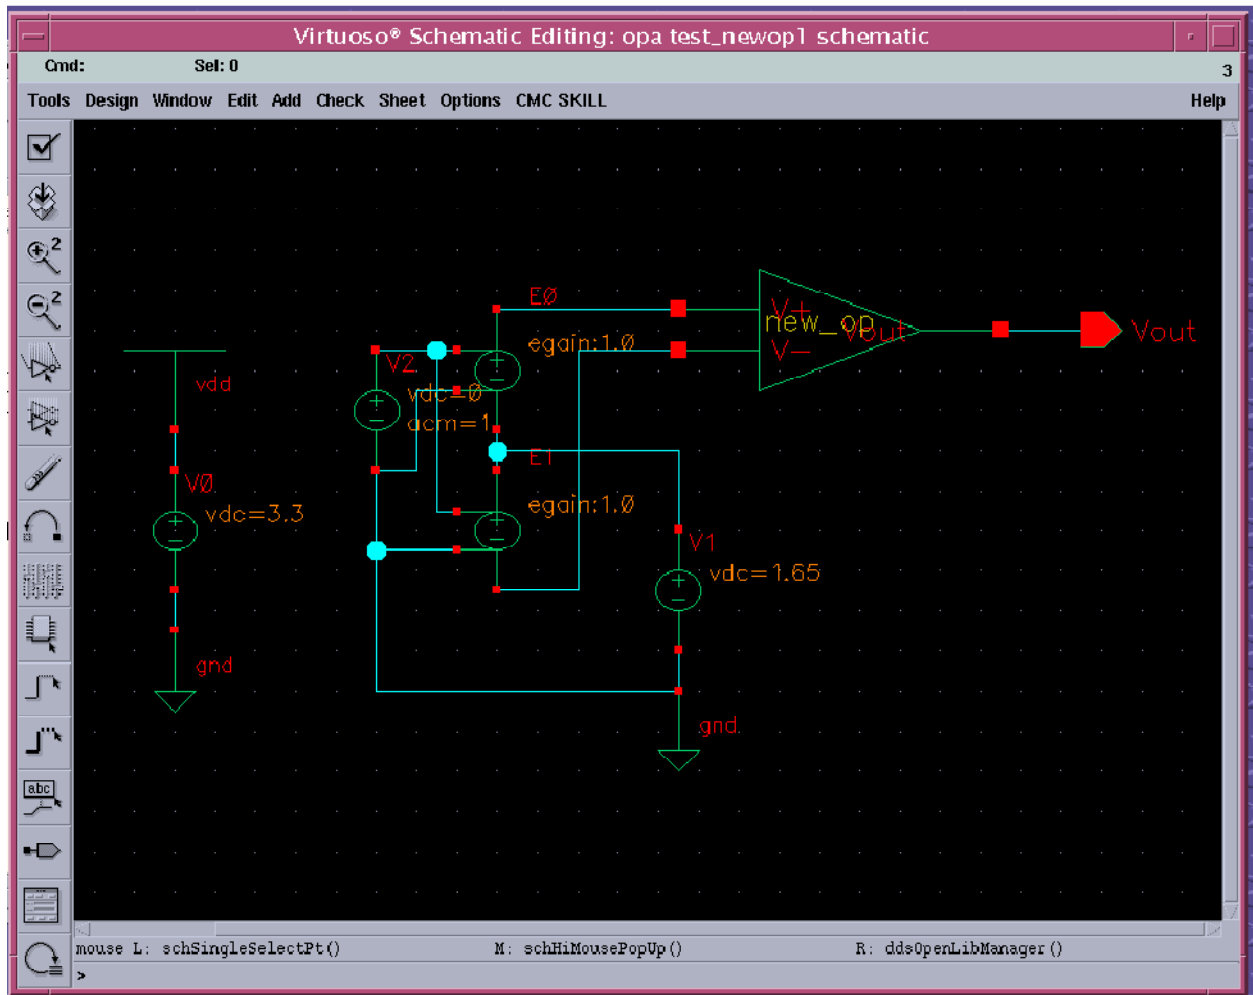 Virtuoso® Schematic Editing: opa test_newop1 schematic
Cmd: Sel: 0 3
Tools Design Window Edit Add Check Sheet Options CMC SKILL Help
2
2
abc
E0
egain:1.0
V+
new_op
Vout
V-
Vout
vdd
V2
vdc=0
acm=1
E1
egain:1.0
V0
vdc=3.3
V1
vdc=1.65
gnd
gnd
mouse L: schSingleSelectPt() M: schHiMousePopUp() R: ddsOpenLibManager()
>